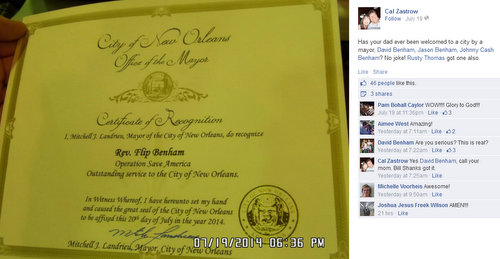 City of New Orleans
Office of the Mayor
Certificate of Recognition
I, Mitchell J. Landrieu, Mayor of the City of New Orleans, do recognize
Rev. Flip Benham
Operation Save America
Outstanding service to the City of New Orleans.
In Witness Whereof, I have hereunto set my hand
and caused the great seal of the City of New Orleans
to be affixed this 20th day of July in the year 2014.
Mitchell J. Landrieu, Mayor, City of New Orleans
07/19/2014 06:36 PM
Cal Zastrow
Follow · July 19
Has your dad ever been welcomed to a city by a
mayor, David Benham, Jason Benham, Johnny Cash
Benham? No joke! Rusty Thomas got one also.
Like · Share
46 people like this.
3 shares
Pam Bohall Caylor WOW!!!! Glory to God!!!
July 19 at 11:36pm · Like · 3
Aimee West Amazing!
Yesterday at 7:11am · Like · 2
David Benham Are you serious? This is real?
Yesterday at 7:22am · Like · 3
Cal Zastrow Yes David Benham, call your
mom. Bill Shanks got it.
Yesterday at 7:25am · Like
Michelle Voorheis Awesome!
Yesterday at 9:50am · Like
Joshua Jesus Freek Wilson AMEN!!!
21 hrs · Like